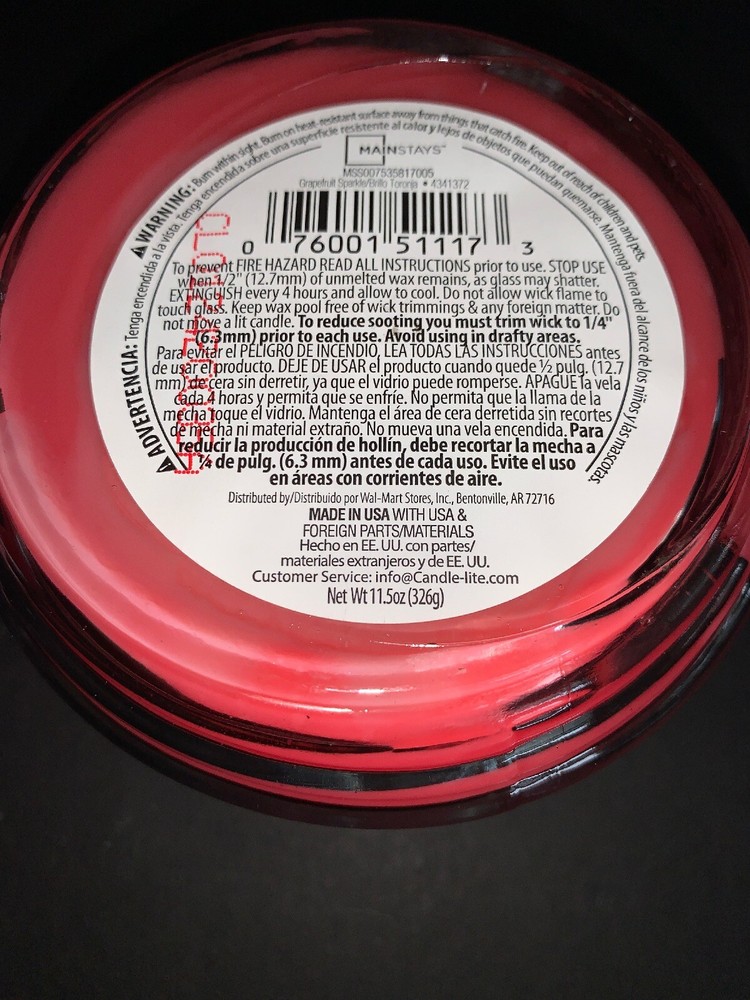 ⚠ WARNING: Burn within sight. Burn on heat-resistant surface away from things that catch fire. Keep out of reach of children and pets.
⚠ ADVERTENCIA: Tenga encendida a la vista. Tenga encendida sobre una superficie resistente al calor y lejos de objetos que puedan quemarse. Mantenga fuera del alcance de los niños y las mascotas.
MAINSTAYS™
MSS007535817005
Grapefruit Sparkle/Brillo Toronja • 4341372
0 76001 51117 3
To prevent FIRE HAZARD READ ALL INSTRUCTIONS prior to use. STOP USE
when 1/2" (12.7mm) of unmelted wax remains, as glass may shatter.
EXTINGUISH every 4 hours and allow to cool. Do not allow wick flame to
touch glass. Keep wax pool free of wick trimmings & any foreign matter. Do
not move a lit candle. To reduce sooting you must trim wick to 1/4"
(6.3mm) prior to each use. Avoid using in drafty areas.
Para evitar el PELIGRO DE INCENDIO, LEA TODAS LAS INSTRUCCIONES antes
de usar el producto. DEJE DE USAR el producto cuando quede ½ pulg. (12.7
mm) de cera sin derretir, ya que el vidrio puede romperse. APAGUE la vela
cada 4 horas y permita que se enfríe. No permita que la llama de la
mecha toque el vidrio. Mantenga el área de cera derretida sin recortes
de mecha ni material extraño. No mueva una vela encendida. Para
reducir la producción de hollín, debe recortar la mecha a
¼ de pulg. (6.3 mm) antes de cada uso. Evite el uso
en áreas con corrientes de aire.
Distributed by/Distribuido por Wal-Mart Stores, Inc., Bentonville, AR 72716
MADE IN USA WITH USA &
FOREIGN PARTS/MATERIALS
Hecho en EE. UU. con partes/
materiales extranjeros y de EE. UU.
Customer Service: info@Candle-lite.com
Net Wt 11.5oz (326g)